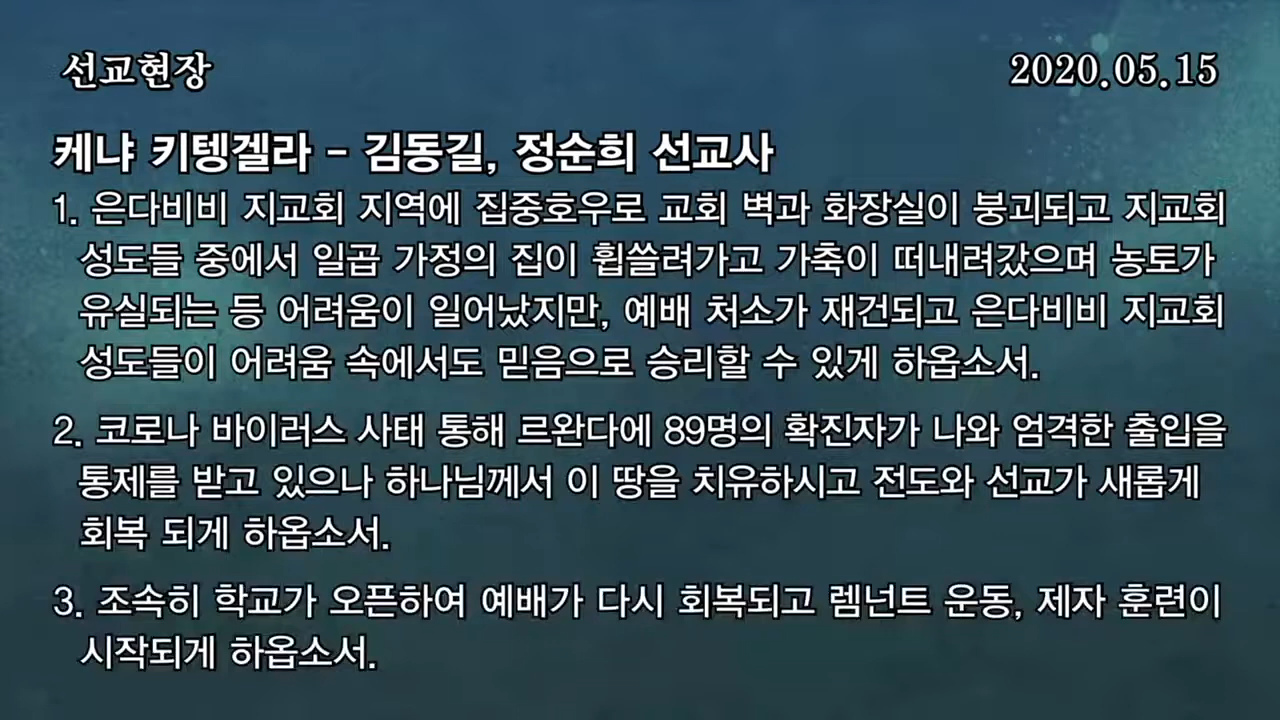 선교현장
2020.05.15
케냐 키텡겔라 - 김동길, 정순희 선교사
1. 은다비비 지교회 지역에 집중호우로 교회 벽과 화장실이 붕괴되고 지교회
성도들 중에서 일곱 가정의 집이 휩쓸려가고 가축이 떠내려갔으며 농토가
유실되는 등 어려움이 일어났지만, 예배 처소가 재건되고 은다비비 지교회
성도들이 어려움 속에서도 믿음으로 승리할 수 있게 하옵소서.
2. 코로나 바이러스 사태 통해 르완다에 89명의 확진자가 나와 엄격한 출입을
통제를 받고 있으나 하나님께서 이 땅을 치유하시고 전도와 선교가 새롭게
회복 되게 하옵소서.
3. 조속히 학교가 오픈하여 예배가 다시 회복되고 렘넌트 운동, 제자 훈련이
시작되게 하옵소서.